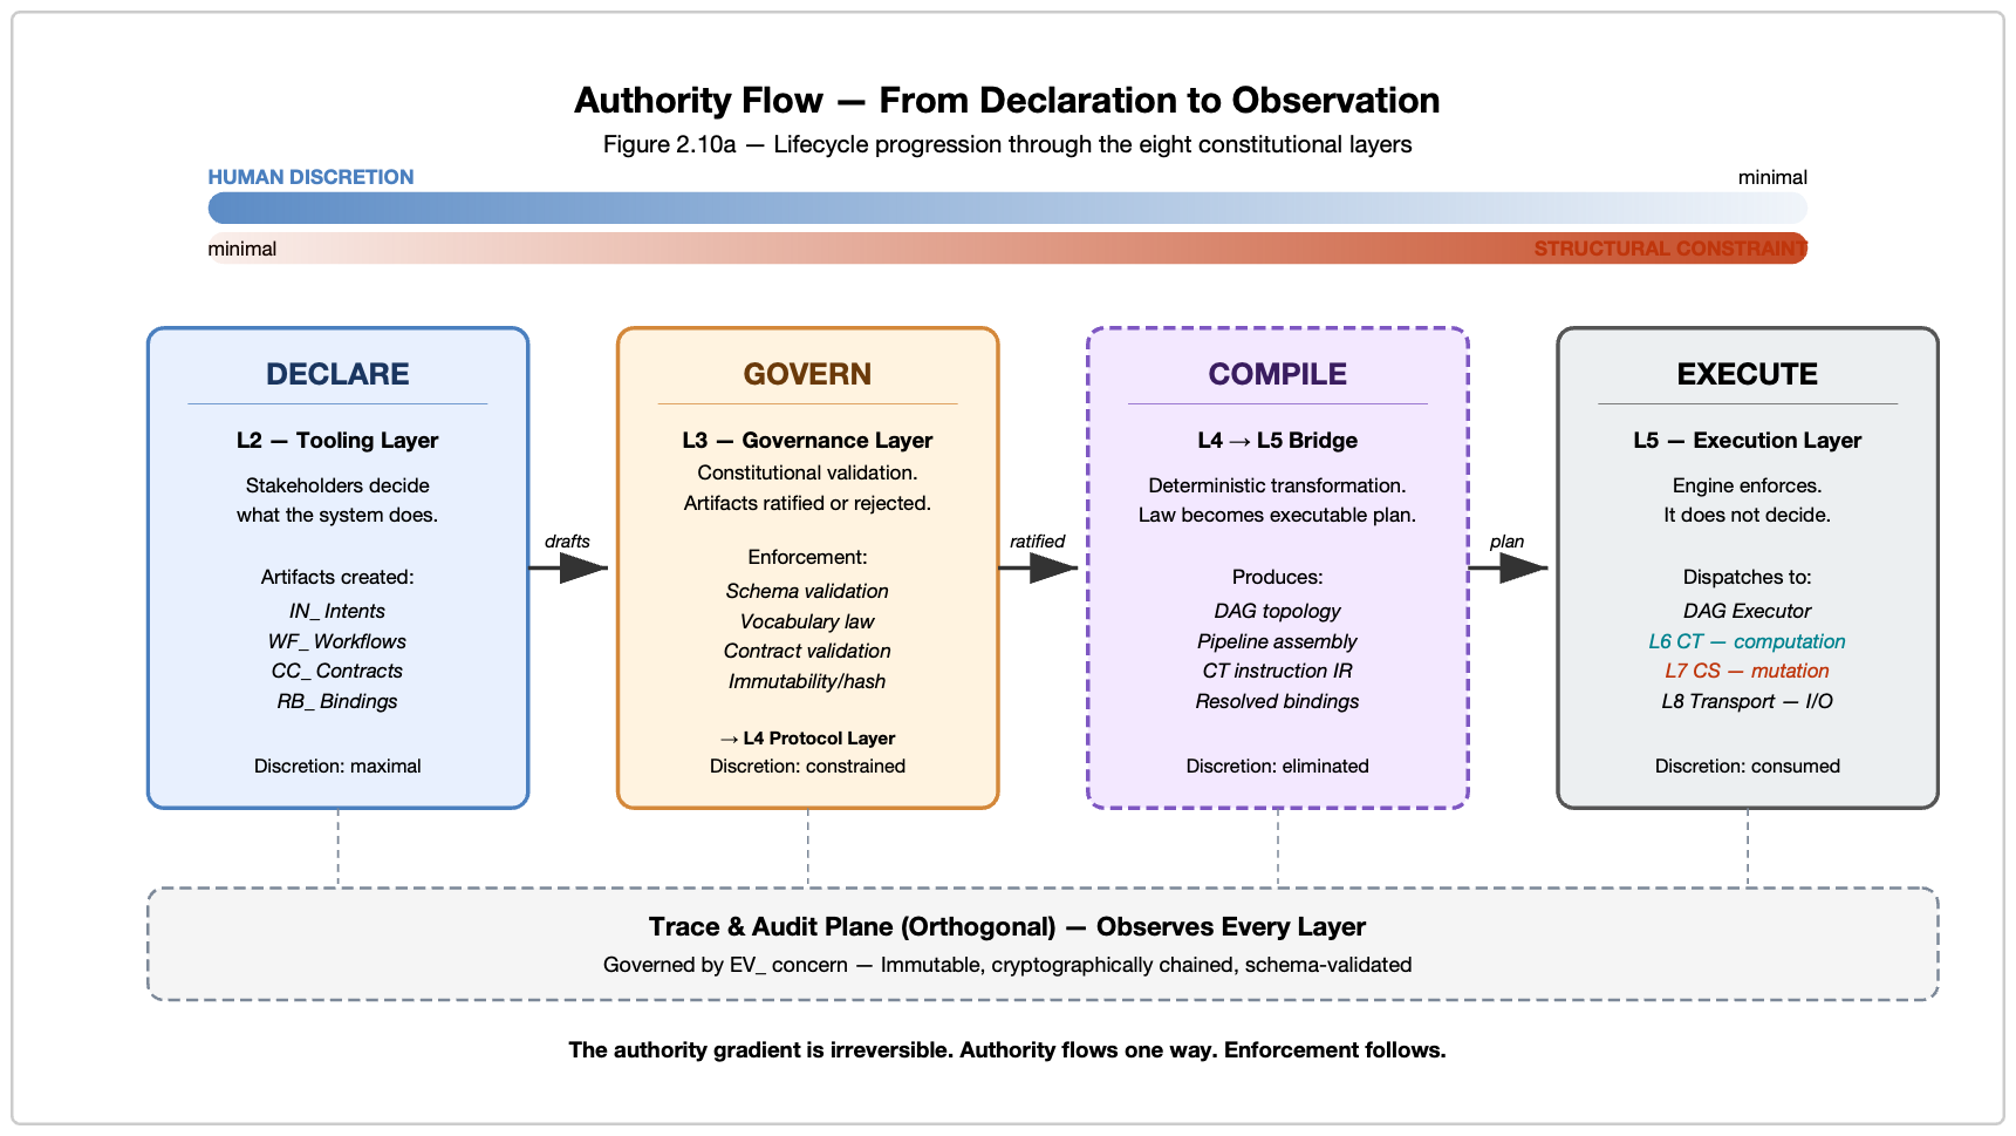 Authority Flow — From Declaration to Observation
Figure 2.10a — Lifecycle progression through the eight constitutional layers
HUMAN DISCRETION
minimal
minimal
STRUCTURAL CONSTRAINT
DECLARE
L2 — Tooling Layer
Stakeholders decide
what the system does.
Artifacts created:
IN_ Intents
WF_ Workflows
CC_ Contracts
RB_ Bindings
Discretion: maximal
drafts
GOVERN
L3 — Governance Layer
Constitutional validation.
Artifacts ratified or rejected.
Enforcement:
Schema validation
Vocabulary law
Contract validation
Immutability/hash
→ L4 Protocol Layer
Discretion: constrained
ratified
COMPILE
L4 → L5 Bridge
Deterministic transformation.
Law becomes executable plan.
Produces:
DAG topology
Pipeline assembly
CT instruction IR
Resolved bindings
Discretion: eliminated
plan
EXECUTE
L5 — Execution Layer
Engine enforces.
It does not decide.
Dispatches to:
DAG Executor
L6 CT — computation
L7 CS — mutation
L8 Transport — I/O
Discretion: consumed
Trace & Audit Plane (Orthogonal) — Observes Every Layer
Governed by EV_ concern — Immutable, cryptographically chained, schema-validated
The authority gradient is irreversible. Authority flows one way. Enforcement follows.